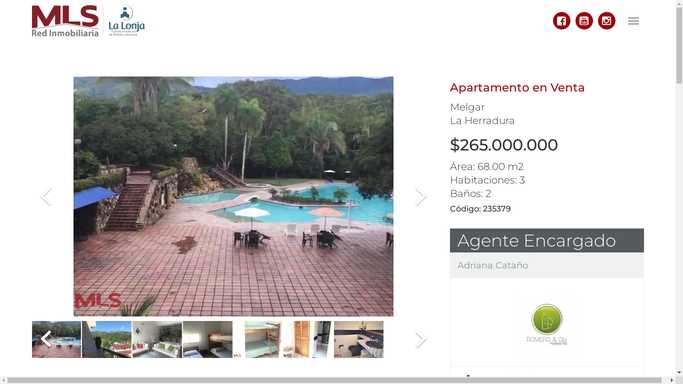 MLS
Red Inmobiliaria
La Lonja
Apartamento en Venta
Melgar
La Herradura
$265.000.000
Área: 68.00 m2
Habitaciones: 3
Baños: 2
Código: 235379
Agente Encargado
Adriana Cataño
MLS
ROMERO & Cía